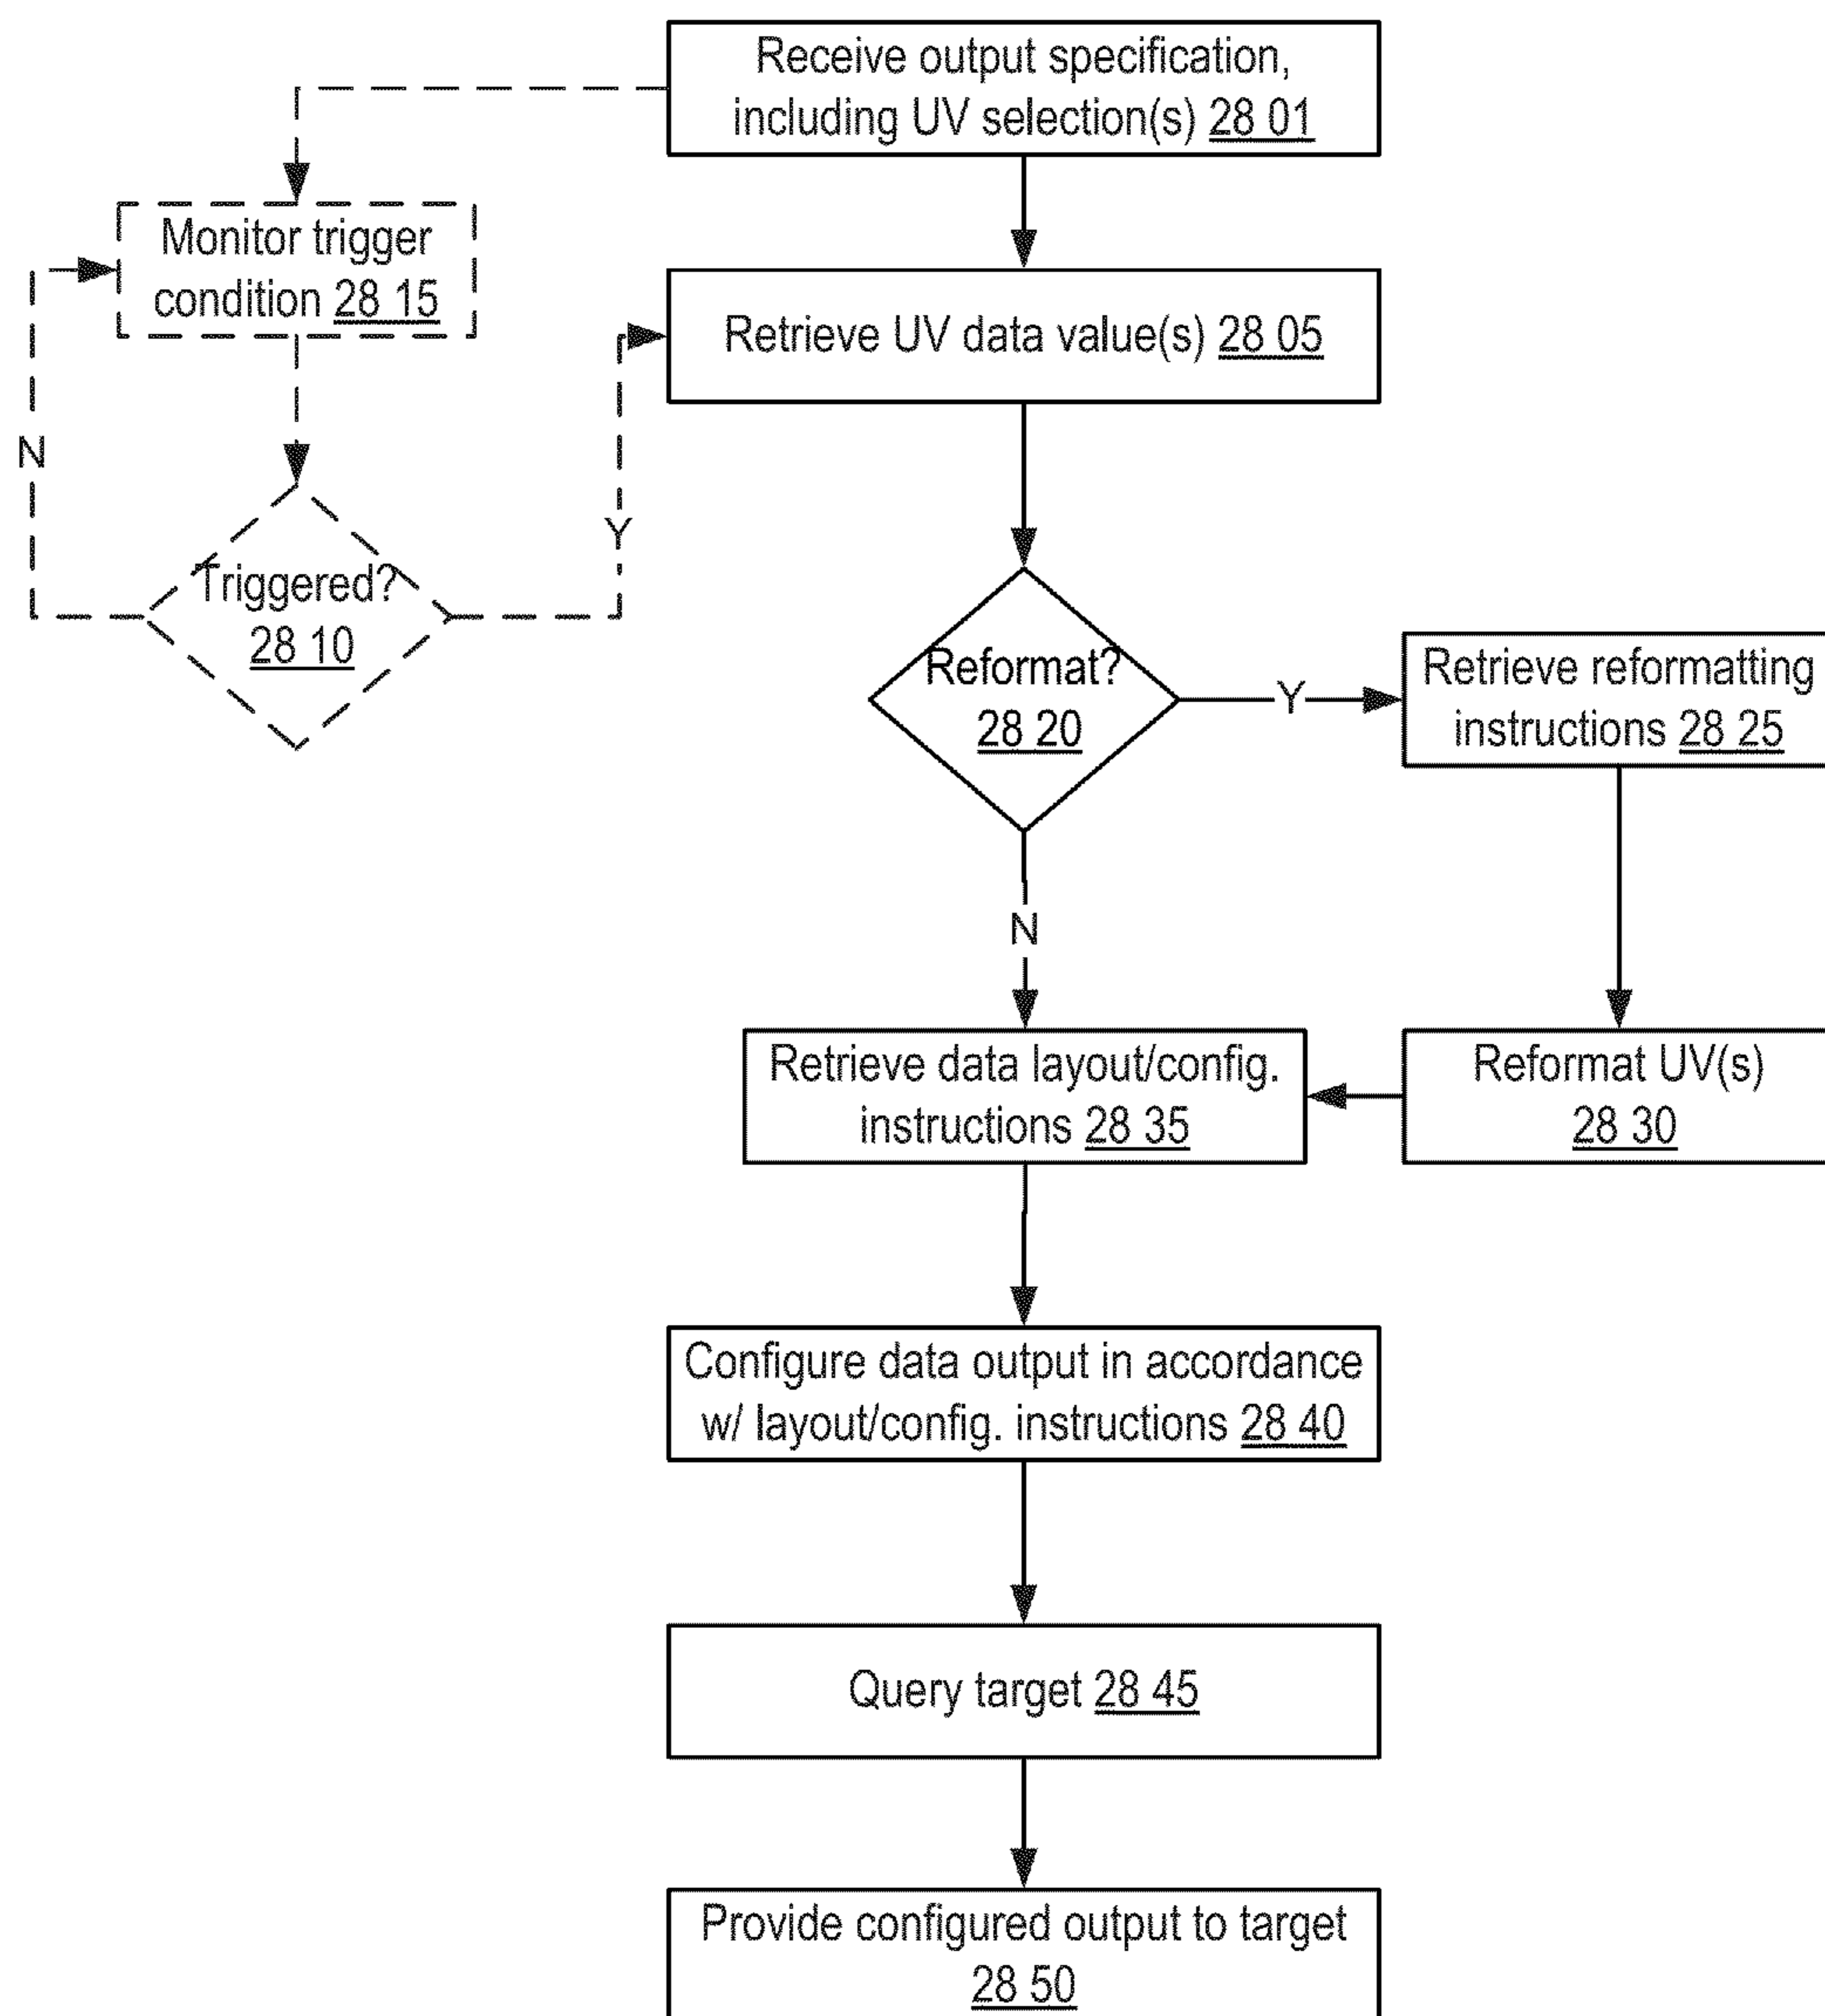 Receive output specification,
including UV selection(s) 28 01
Monitor trigger
condition 28 15
Retrieve UV data value(s) 28 05
N
Y
Triggered?
28 10
Reformat?
28 20
Y
Retrieve reformatting
instructions 28 25
N
Retrieve data layout/config.
instructions 28 35
Reformat UV(s)
28 30
Configure data output in accordance
w/ layout/config. instructions 28 40
Query target 28 45
Provide configured output to target
28 50